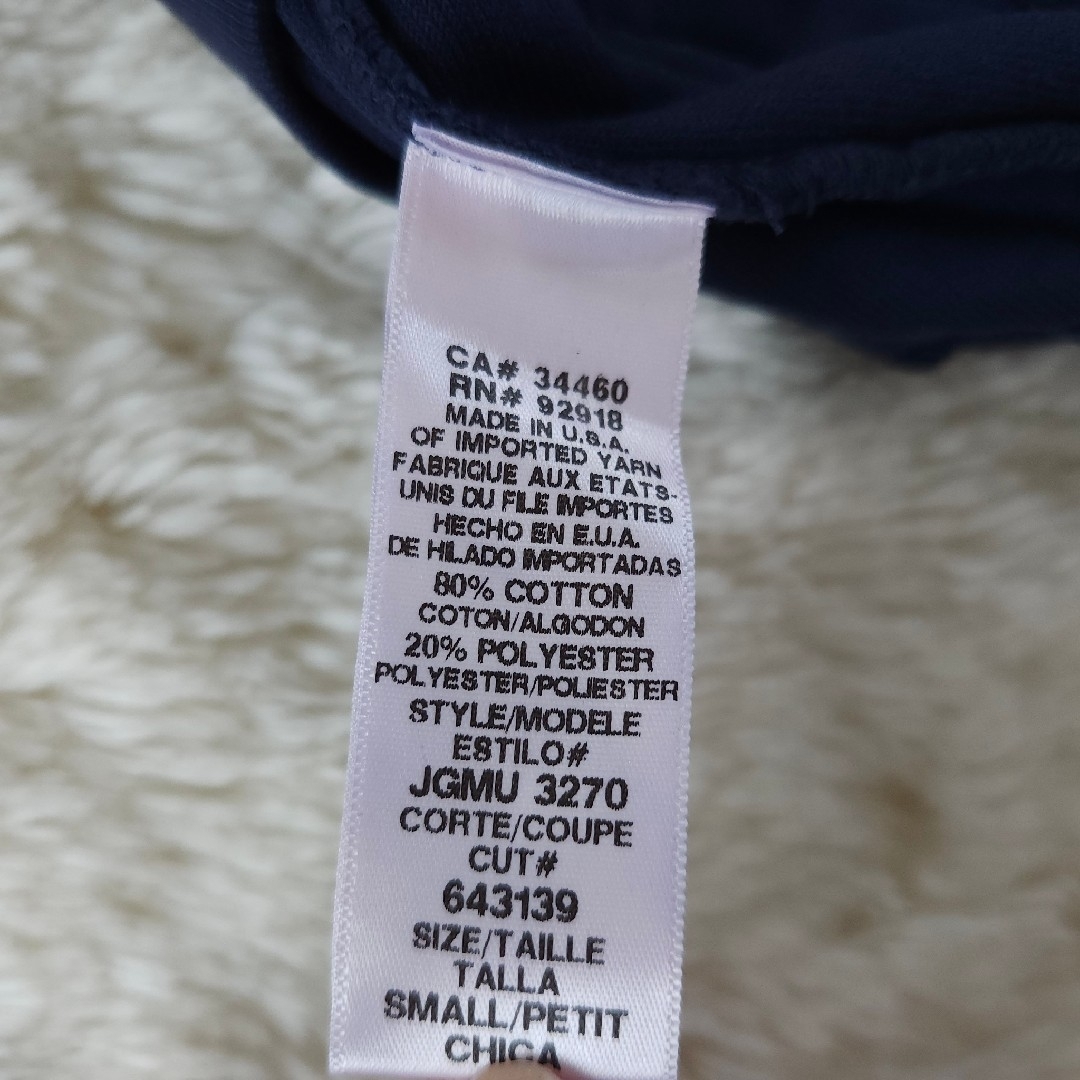 CA# 34460
RN# 92918
MADE IN U.S.A.
OF IMPORTED YARN
FABRIQUE AUX ETATS-
UNIS DU FILE IMPORTES
HECHO EN E.U.A.
DE HILADO IMPORTADAS
80% COTTON
COTON/ALGODON
20% POLYESTER
POLYESTER/POLIESTER
STYLE/MODELE
ESTILO#
JGMU 3270
CORTE/COUPE
CUT#
643139
SIZE/TAILLE
TALLA
SMALL/PETIT
CHICA